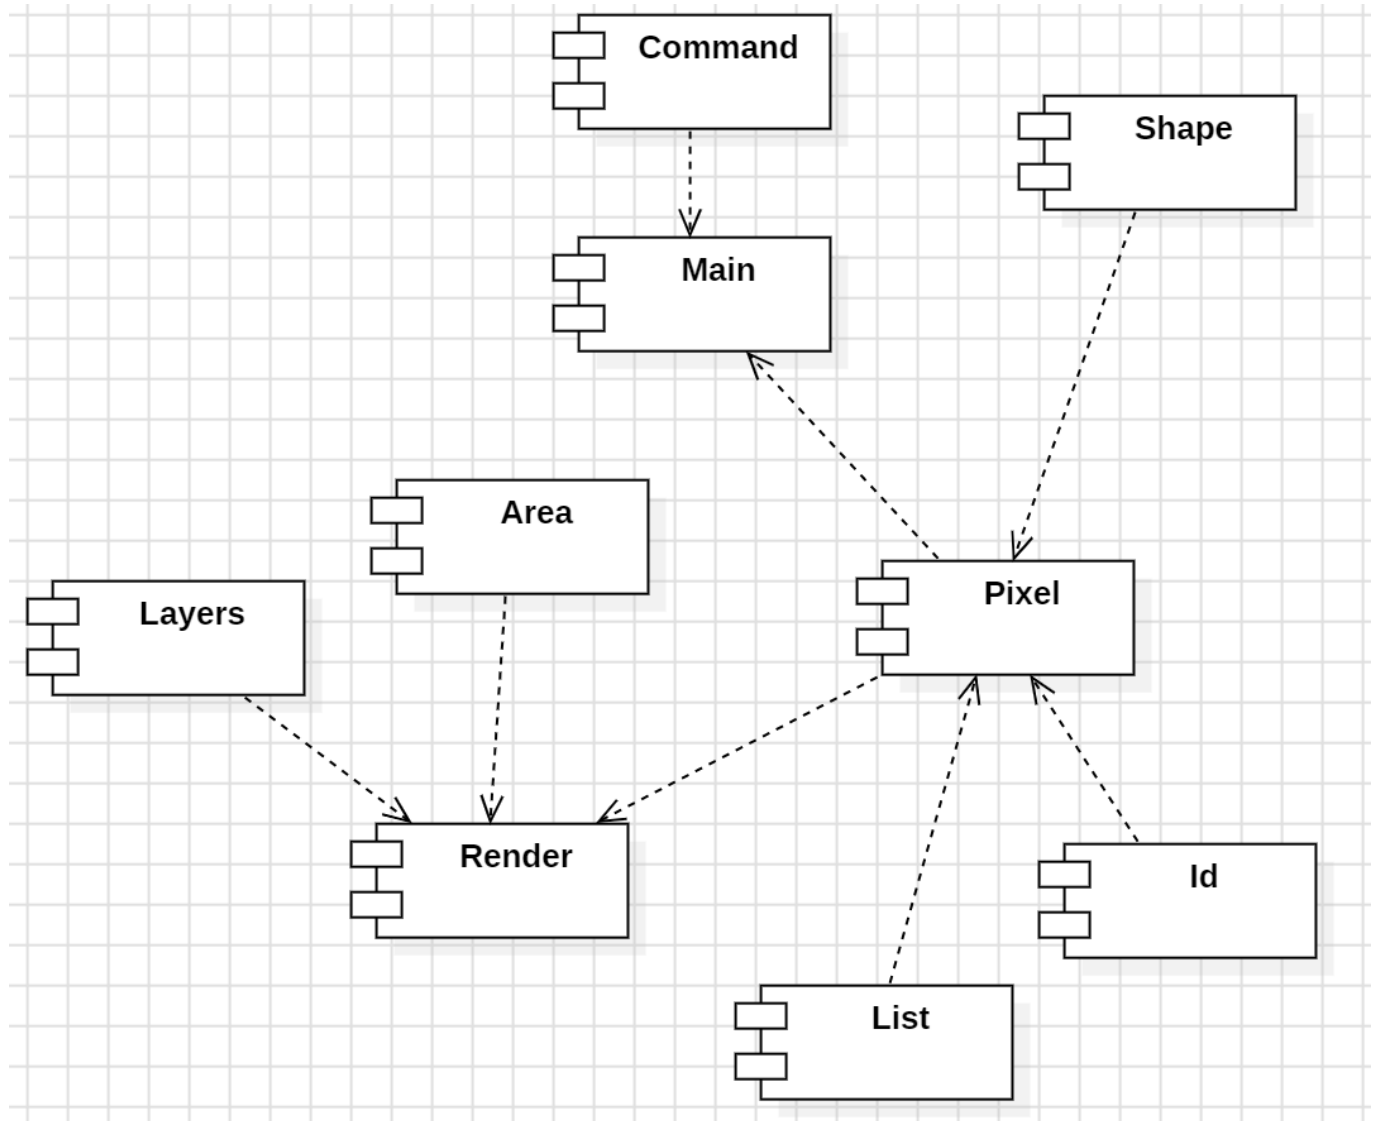 Command
Shape
Main
Area
Pixel
Layers
Render
Id
List